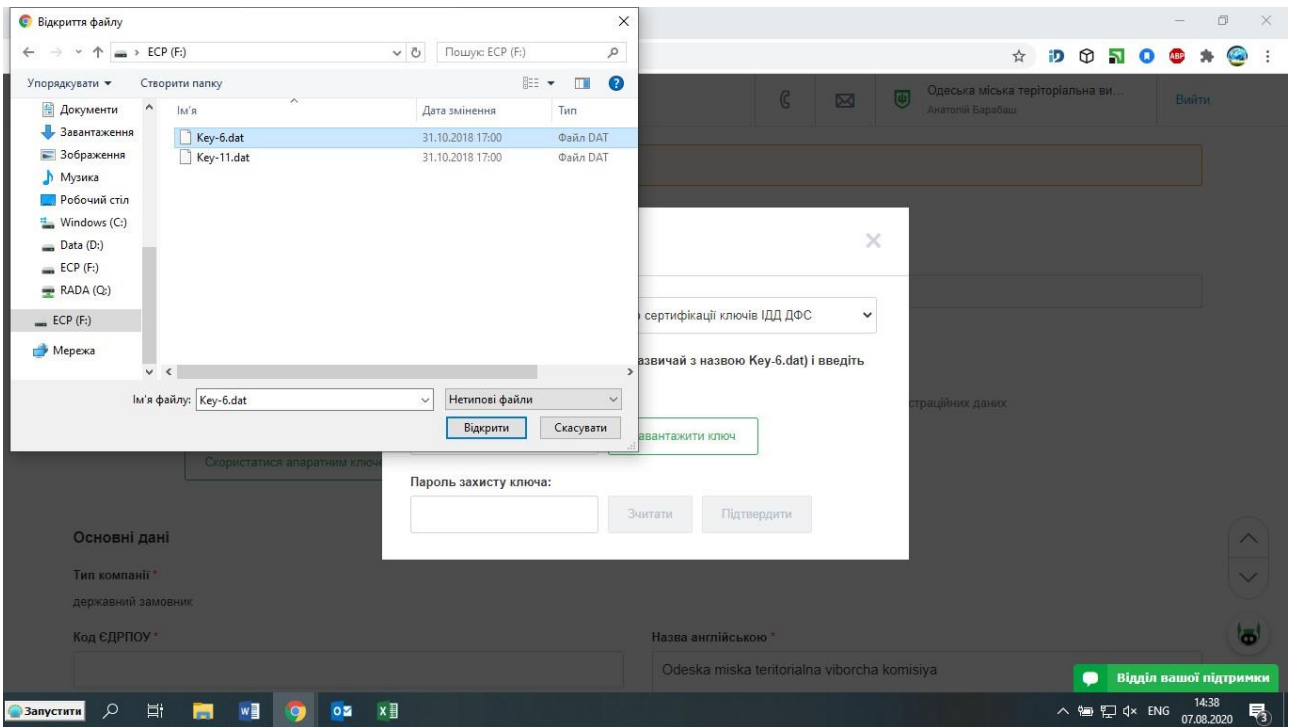 Відкриття файлу
ECP (F:)
Пошук: ECP (F:)
Упорядкувати
Створити папку
Документи
Завантаження
Зображення
Музика
Робочий стіл
Windows (C:)
Data (D:)
ECP (F:)
RADA (Q:)
ECP (F:)
Мережа
Ім'я
Дата змінення
Тип
Key-6.dat
31.10.2018 17:00
Файл DAT
Key-11.dat
31.10.2018 17:00
Файл DAT
Ім'я файлу:
Key-6.dat
Нетипові файли
Відкрити
Скасувати
ABP
Одеська міська теріторіальна ви...
Анатолій Барабаш
Вийти
сертифікації ключів ІДД ДФС
азвичай з назвою Key-6.dat) і введіть
страційних даних
авантажити ключ
Скористатися апаратним ключе
Пароль захисту ключа:
Зчитати
Підтвердити
Основні дані
Тип компанії *
державний замовник
Код ЄДРПОУ *
Назва англійською *
Odeska miska teritorialna viborcha komisiya
Відділ вашої підтримки
Запустити
ENG
14:38
07.08.2020
3